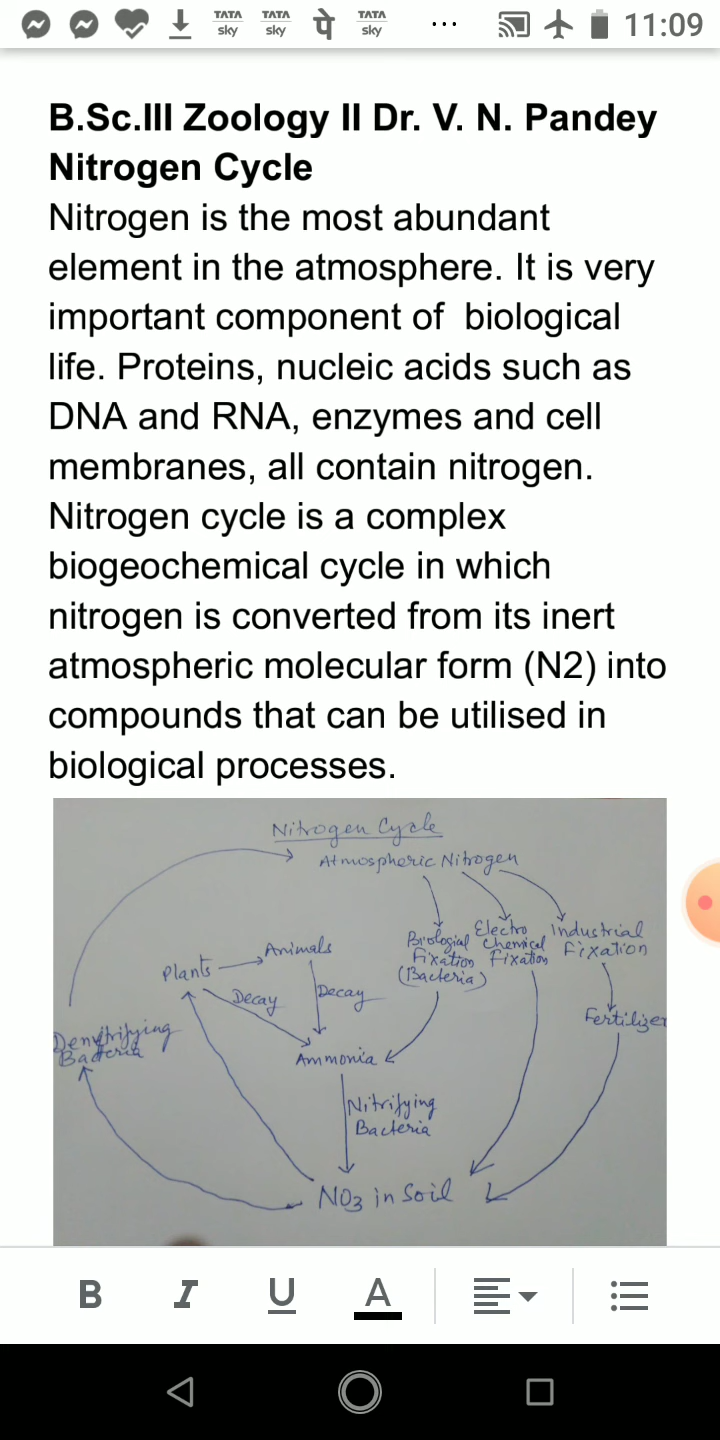 TATA
sky
TATA
sky
पे
TATA
sky
...
11:09
B.Sc.III Zoology II Dr. V. N. Pandey
Nitrogen Cycle
Nitrogen is the most abundant
element in the atmosphere. It is very
important component of  biological
life. Proteins, nucleic acids such as
DNA and RNA, enzymes and cell
membranes, all contain nitrogen.
Nitrogen cycle is a complex
biogeochemical cycle in which
nitrogen is converted from its inert
atmospheric molecular form (N2) into
compounds that can be utilised in
biological processes.
Nitrogen Cycle
Atmospheric Nitrogen
Biological
Fixation
(Bacteria)
Electro
Chemical
Fixation
Industrial
Fixation
Animals
Plants
Decay
Decay
Fertilizer
Denitrifying
Bacteria
Ammonia
Nitrifying
Bacteria
NO3 in Soil
B I U A